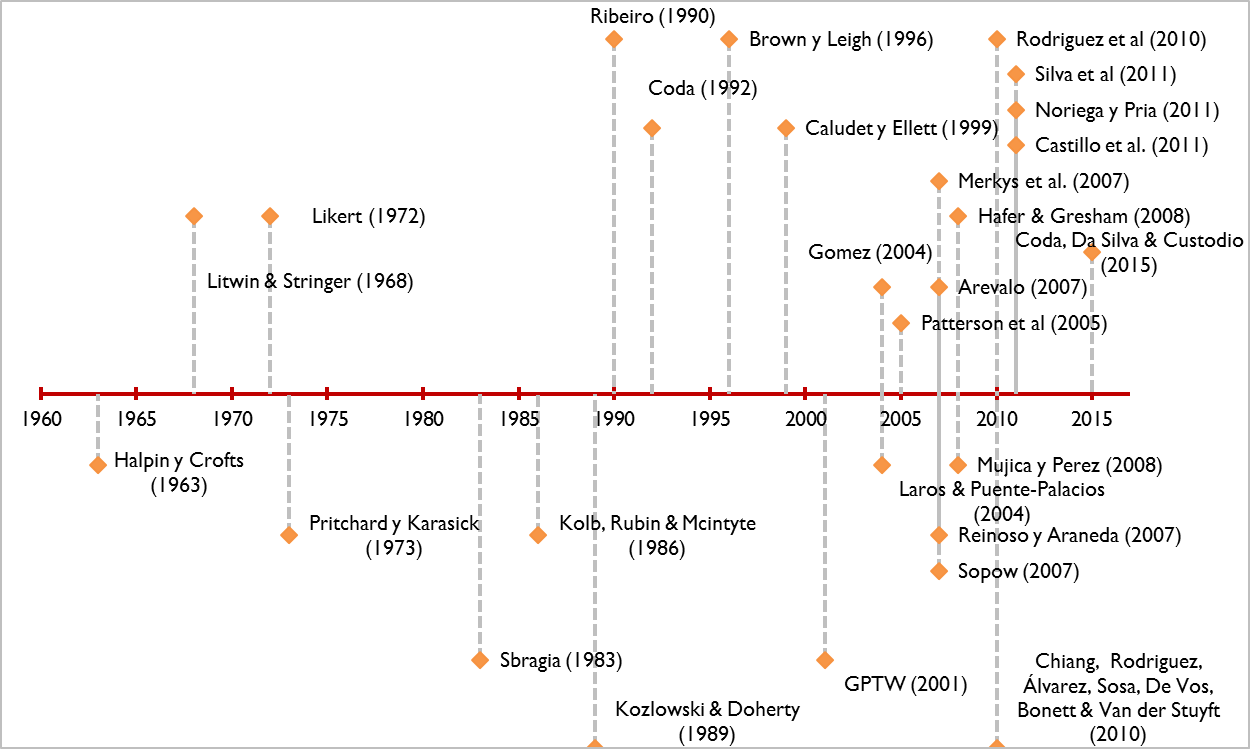 Ribeiro (1990)
Brown y Leigh (1996)
Rodriguez et al (2010)
Silva et al (2011)
Coda (1992)
Noriega y Pria (2011)
Caludet y Ellett (1999)
Castillo et al. (2011)
Merkys et al. (2007)
Likert (1972)
Hafer & Gresham (2008)
Coda, Da Silva & Custodio
(2015)
Gomez (2004)
Litwin & Stringer (1968)
Arevalo (2007)
Patterson et al (2005)
1960 1965 1970 1975 1980 1985 1990 1995 2000 2005 2010 2015
Halpin y Crofts
(1963)
Mujica y Perez (2008)
Laros & Puente-Palacios
(2004)
Pritchard y Karasick
(1973)
Kolb, Rubin & Mcintyte
(1986)
Reinoso y Araneda (2007)
Sopow (2007)
Sbragia (1983)
GPTW (2001)
Chiang, Rodriguez,
Álvarez, Sosa, De Vos,
Bonett & Van der Stuyft
(2010)
Kozlowski & Doherty
(1989)